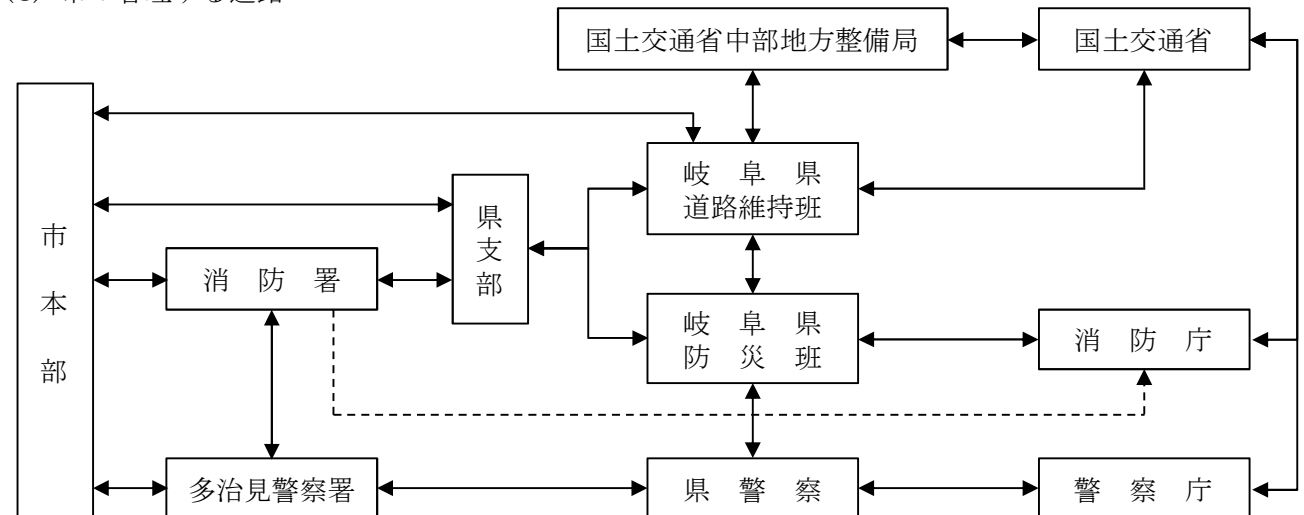 国土交通省中部地方整備局
国土交通省
岐阜県
道路維持班
県支部
市本部
消防署
岐阜県
防災班
消防庁
多治見警察署
県警察
警察庁